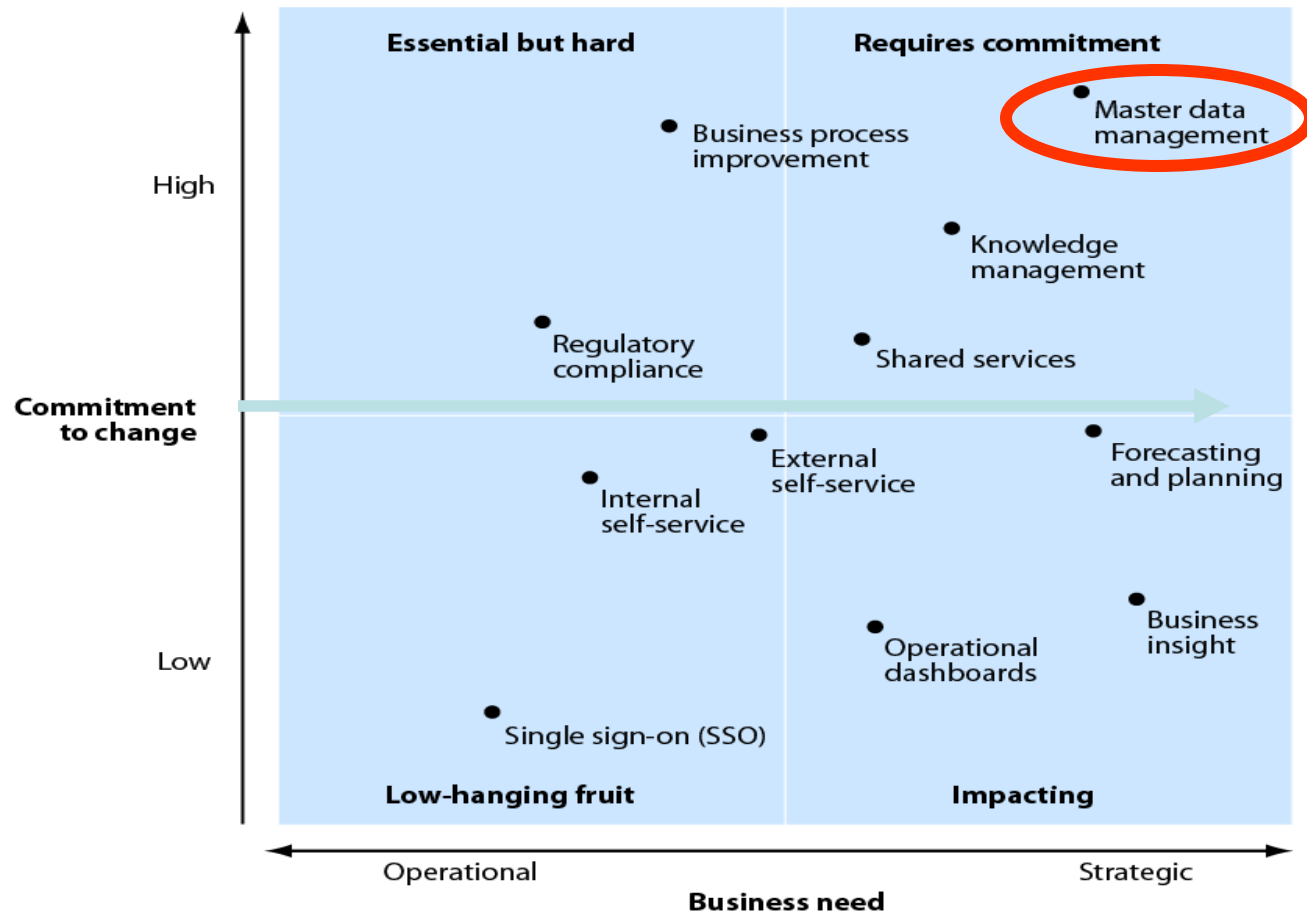 Essential but hard
Requires commitment
Master data
management
Business process
improvement
High
Knowledge
management
Regulatory
compliance
Shared services
Commitment
to change
External
self-service
Forecasting
and planning
Internal
self-service
Business
insight
Operational
dashboards
Low
Single sign-on (SSO)
Low-hanging fruit
Impacting
Operational
Strategic
Business need